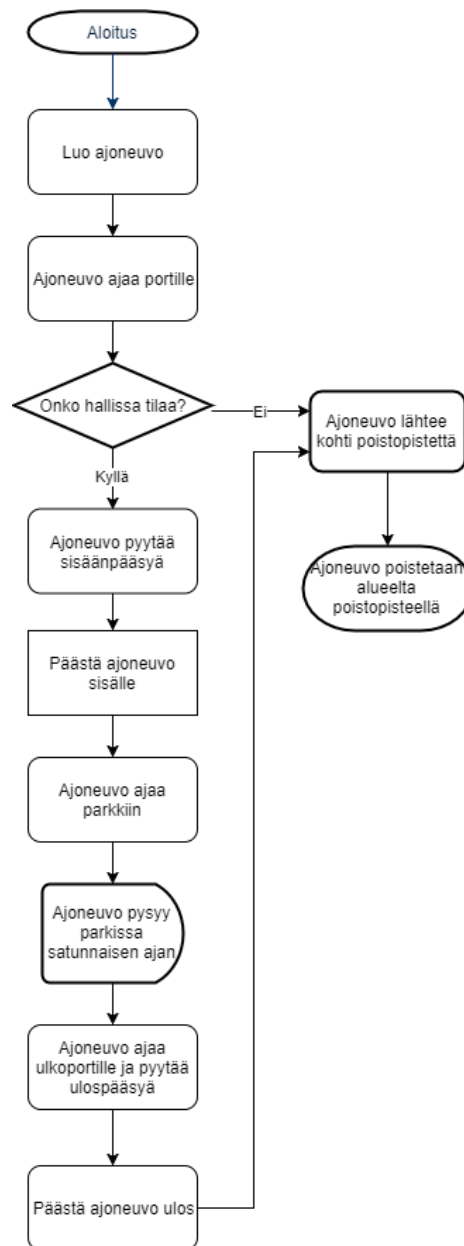 Aloitus
Luo ajoneuvo
Ajoneuvo ajaa portille
Onko hallissa tilaa?
Ei
Ajoneuvo lähtee
kohti poistopistettä
Kyllä
Ajoneuvo pyytää
sisäänpääsyä
Ajoneuvo poistetaan
alueelta
poistopisteellä
Päästä ajoneuvo
sisälle
Ajoneuvo ajaa
parkkiin
Ajoneuvo pysyy
parkissa
satunnaisen ajan
Ajoneuvo ajaa
ulkoportille ja pyytää
ulospääsyä
Päästä ajoneuvo ulos